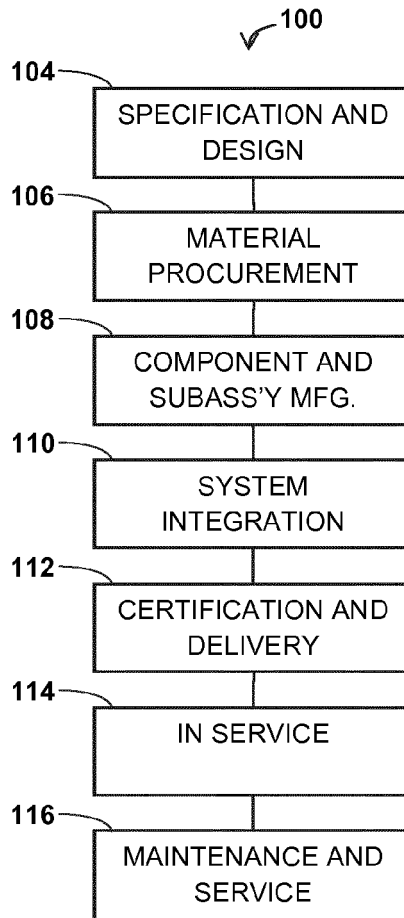 100
104
SPECIFICATION AND
DESIGN
106
MATERIAL
PROCUREMENT
108
COMPONENT AND
SUBASS'Y MFG.
110
SYSTEM
INTEGRATION
112
CERTIFICATION AND
DELIVERY
114
IN SERVICE
116
MAINTENANCE AND
SERVICE